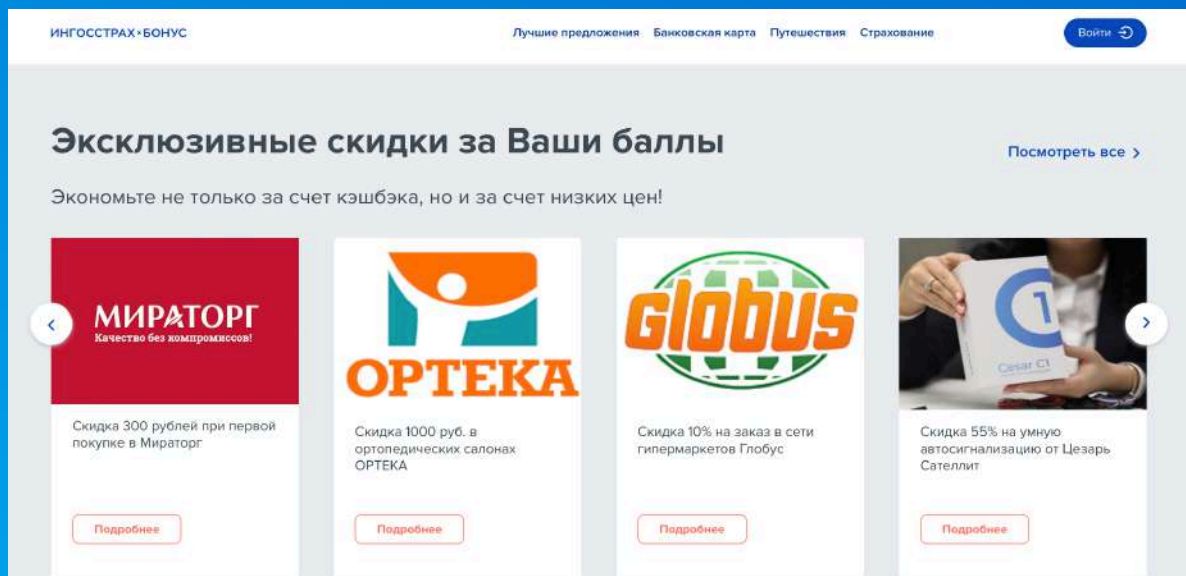 ИНГОССТРАХ×БОНУС
Лучшие предложения Банковская карта Путешествия Страхование
Войти
Эксклюзивные скидки за Ваши баллы
Посмотреть все
Экономьте не только за счет кэшбэка, но и за счет низких цен!
МИРАТОРГ
Качество без компромиссов!
Скидка 300 рублей при первой
покупке в Мираторг
Подробнее
ОРТЕКА
Скидка 1000 руб. в
ортопедических салонах
ОРТЕКА
Подробнее
Globus
Скидка 10% на заказ в сети
гипермаркетов Глобус
Подробнее
C1
Cesar C1
Скидка 55% на умную
автосигнализацию от Цезарь
Сателлит
Подробнее